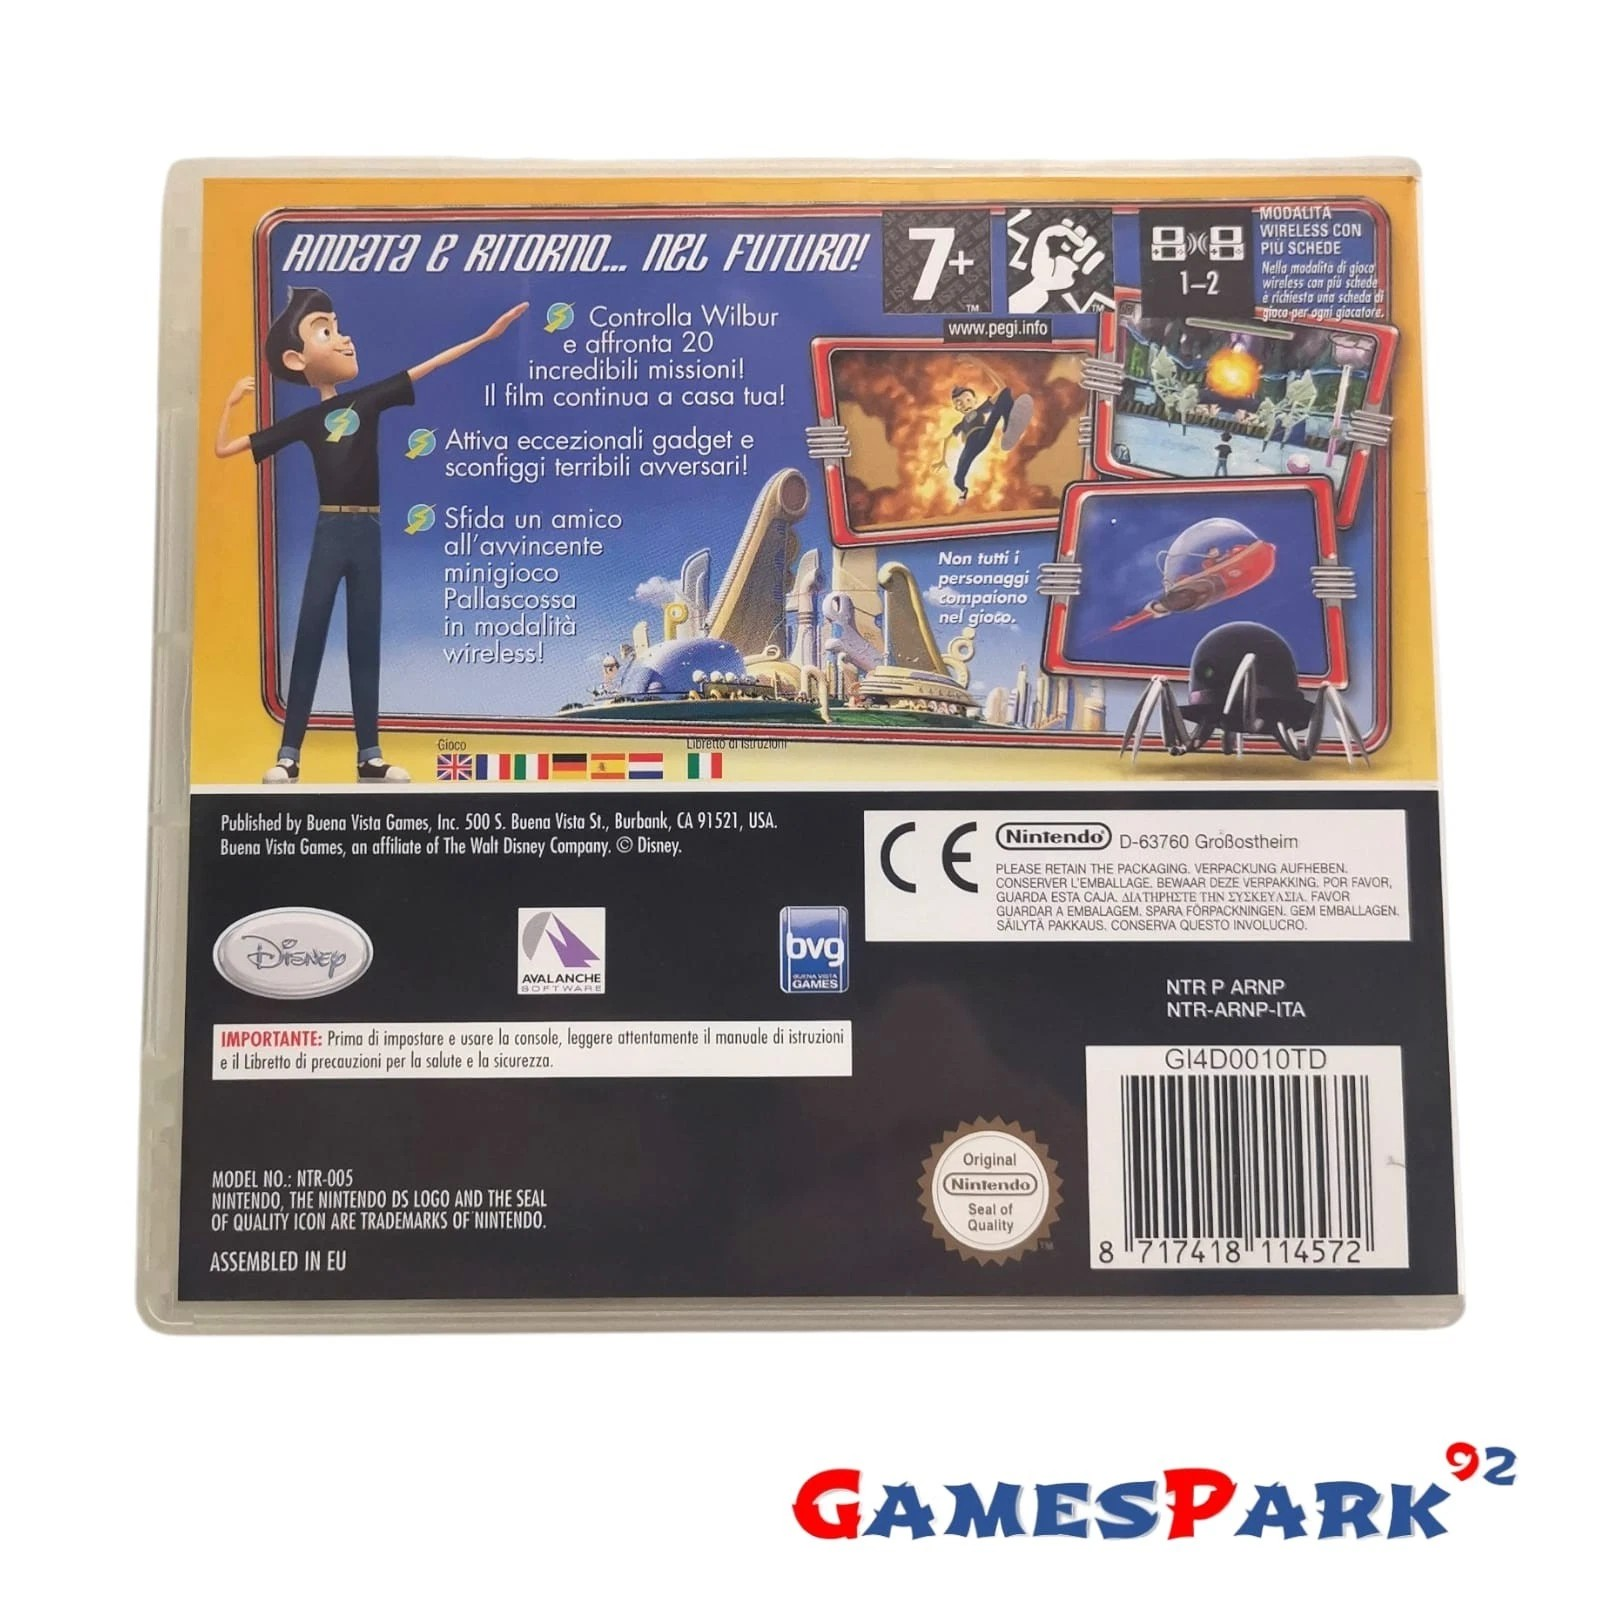 ANDATA E RITORNO... NEL FUTURO!
Controlla Wilbur
e affronta 20
incredibili missioni!
Il film continua a casa tua!
Attiva eccezionali gadget e
sconfiggi terribili avversari!
Sfida un amico
all'avvincente
minigioco
Pallascossa
in modalità
wireless!
7+
TM
TM
www.pegi.info
1–2
MODALITÀ
WIRELESS CON
PIÙ SCHEDE
Nella modalità di gioco
wireless con più schede
è richiesta una scheda di
gioco per ogni giocatore.
Non tutti i
personaggi
compaiono
nel gioco.
Gioco
Libretto di istruzioni
Published by Buena Vista Games, Inc. 500 S. Buena Vista St., Burbank, CA 91521, USA.
Buena Vista Games, an affiliate of The Walt Disney Company. © Disney.
CE
Nintendo® D-63760 Großostheim
PLEASE RETAIN THE PACKAGING. VERPACKUNG AUFHEBEN.
CONSERVER L'EMBALLAGE. BEWAAR DEZE VERPAKKING. POR FAVOR,
GUARDA ESTA CAJA. ΔΙΑΤΗΡΗΣΤΕ ΤΗΝ ΣΥΣΚΕΥΑΣΙΑ. FAVOR
GUARDAR A EMBALAGEM. SPARA FÖRPACKNINGEN. GEM EMBALLAGEN.
SÄILYTÄ PAKKAUS. CONSERVA QUESTO INVOLUCRO.
Disney
AVALANCHE
SOFTWARE
bvg
BUENA VISTA
GAMES
NTR P ARNP
NTR-ARNP-ITA
IMPORTANTE: Prima di impostare e usare la console, leggere attentamente il manuale di istruzioni
e il Libretto di precauzioni per la salute e la sicurezza.
GI4D0010TD
8 717418 114572
Original
Nintendo
Seal of
Quality
TM
MODEL NO.: NTR-005
NINTENDO, THE NINTENDO DS LOGO AND THE SEAL
OF QUALITY ICON ARE TRADEMARKS OF NINTENDO.
ASSEMBLED IN EU
GAMESPARK92